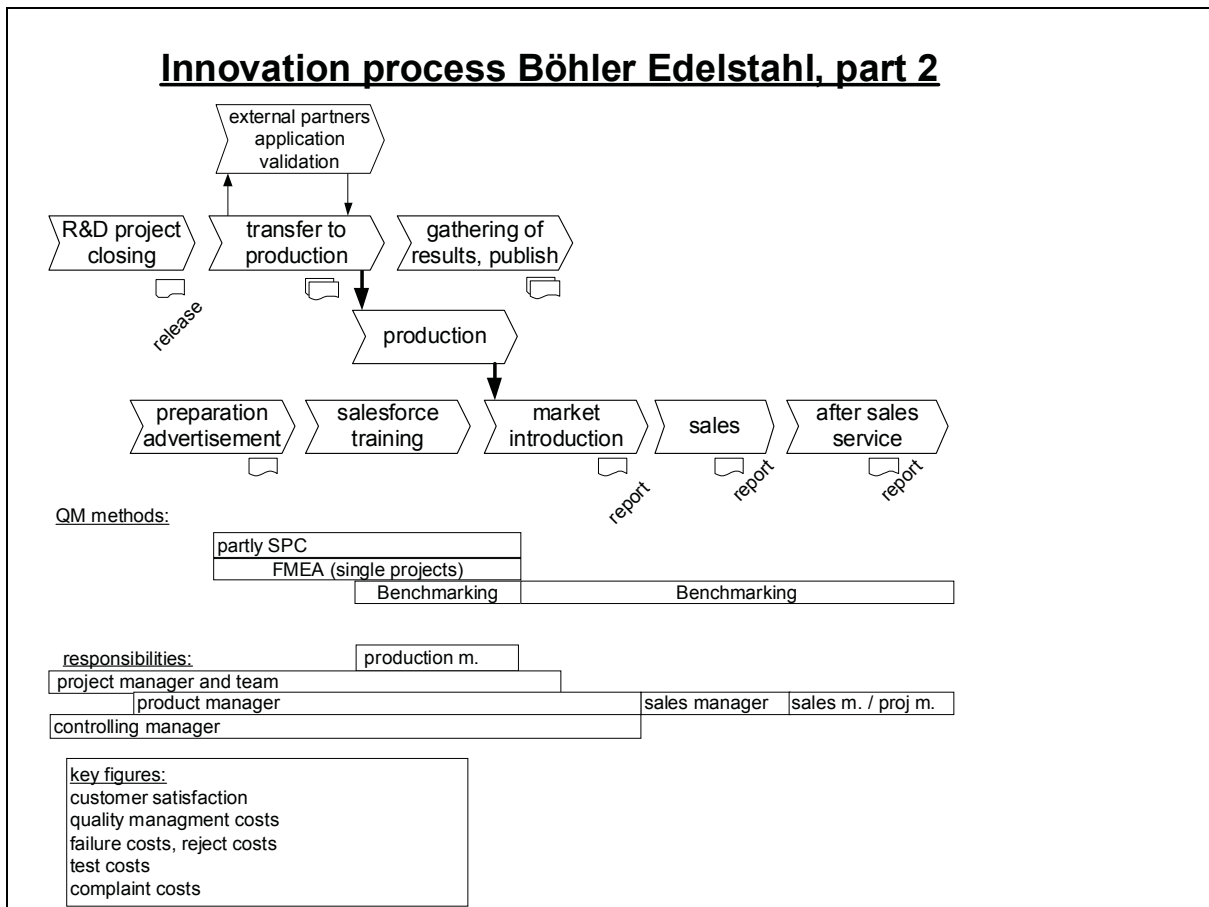 Innovation process Böhler Edelstahl, part 2
external partners
application
validation
R&D project
closing
transfer to
production
gathering of
results, publish
release
production
preparation
advertisement
salesforce
training
market
introduction
sales
after sales
service
report
report
report
QM methods:
partly SPC
FMEA (single projects)
Benchmarking
Benchmarking
responsibilities:
production m.
project manager and team
product manager
sales manager
sales m. / proj m.
controlling manager
key figures:
customer satisfaction
quality managment costs
failure costs, reject costs
test costs
complaint costs